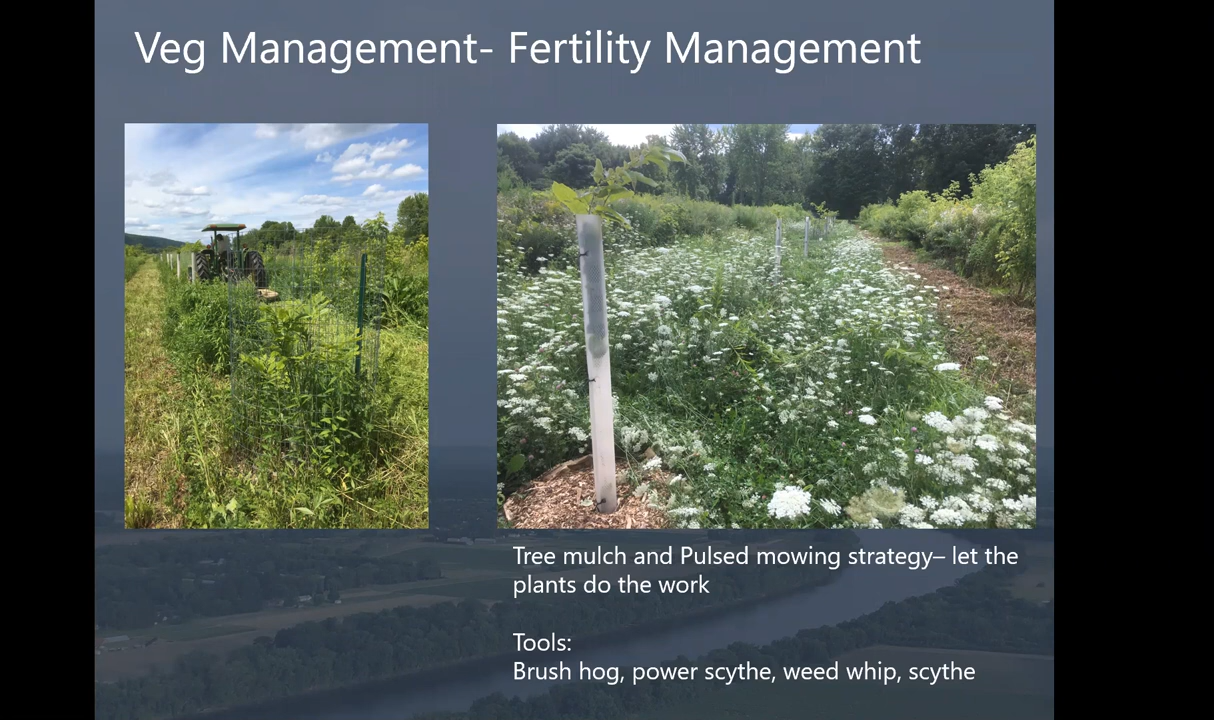 Veg Management- Fertility Management
Tree mulch and Pulsed mowing strategy– let the
plants do the work
Tools:
Brush hog, power scythe, weed whip, scythe